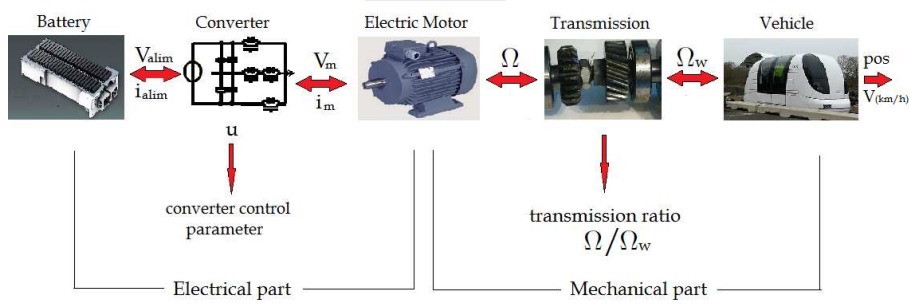 Battery
Converter
Electric Motor
Transmission
Vehicle
Valim
ialim
Vm
im
Ω
Ωw
pos
V(km/h)
u
converter control
parameter
transmission ratio
Ω/Ωw
Electrical part
Mechanical part